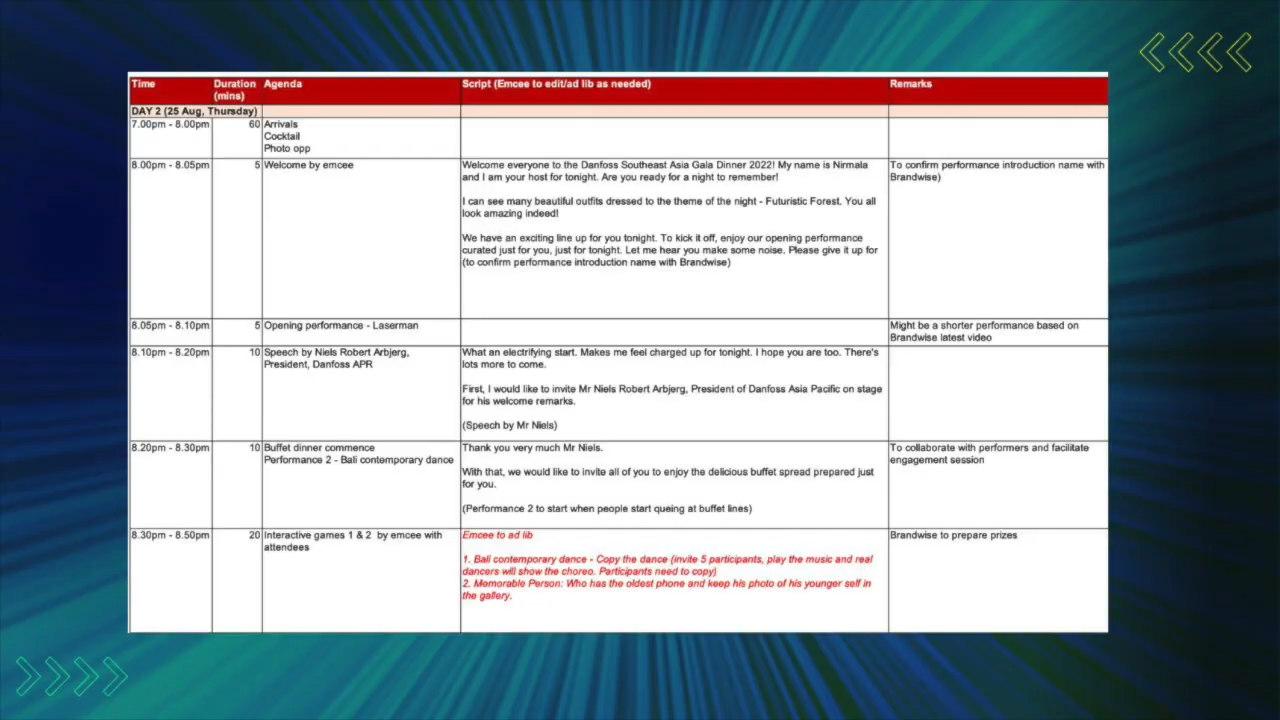 Time Duration (mins) Agenda Script (Emcee to edit/ad lib as needed) Remarks
DAY 2 (25 Aug, Thursday)
7.00pm - 8.00pm 60 Arrivals
Cocktail
Photo opp
8.00pm - 8.05pm 5 Welcome by emcee
Welcome everyone to the Danfoss Southeast Asia Gala Dinner 2022! My name is Nirmala
and I am your host for tonight. Are you ready for a night to remember!
I can see many beautiful outfits dressed to the theme of the night - Futuristic Forest. You all
look amazing indeed!
We have an exciting line up for you tonight. To kick it off, enjoy our opening performance
curated just for you, just for tonight. Let me hear you make some noise. Please give it up for
(to confirm performance introduction name with Brandwise)
To confirm performance introduction name with
Brandwise)
8.05pm - 8.10pm 5 Opening performance - Laserman
Might be a shorter performance based on
Brandwise latest video
8.10pm - 8.20pm 10 Speech by Niels Robert Arbjerg,
President, Danfoss APR
What an electrifying start. Makes me feel charged up for tonight. I hope you are too. There's
lots more to come.
First, I would like to invite Mr Niels Robert Arbjerg, President of Danfoss Asia Pacific on stage
for his welcome remarks.
(Speech by Mr Niels)
8.20pm - 8.30pm 10 Buffet dinner commence
Performance 2 - Bali contemporary dance
Thank you very much Mr Niels.
With that, we would like to invite all of you to enjoy the delicious buffet spread prepared just
for you.
(Performance 2 to start when people start queing at buffet lines)
To collaborate with performers and facilitate
engagement session
8.30pm - 8.50pm 20 Interactive games 1 & 2 by emcee with
attendees
Emcee to ad lib
1. Bali contemporary dance - Copy the dance (invite 5 participants, play the music and real
dancers will show the choreo. Participants need to copy)
2. Memorable Person: Who has the oldest phone and keep his photo of his younger self in
the gallery.
Brandwise to prepare prizes